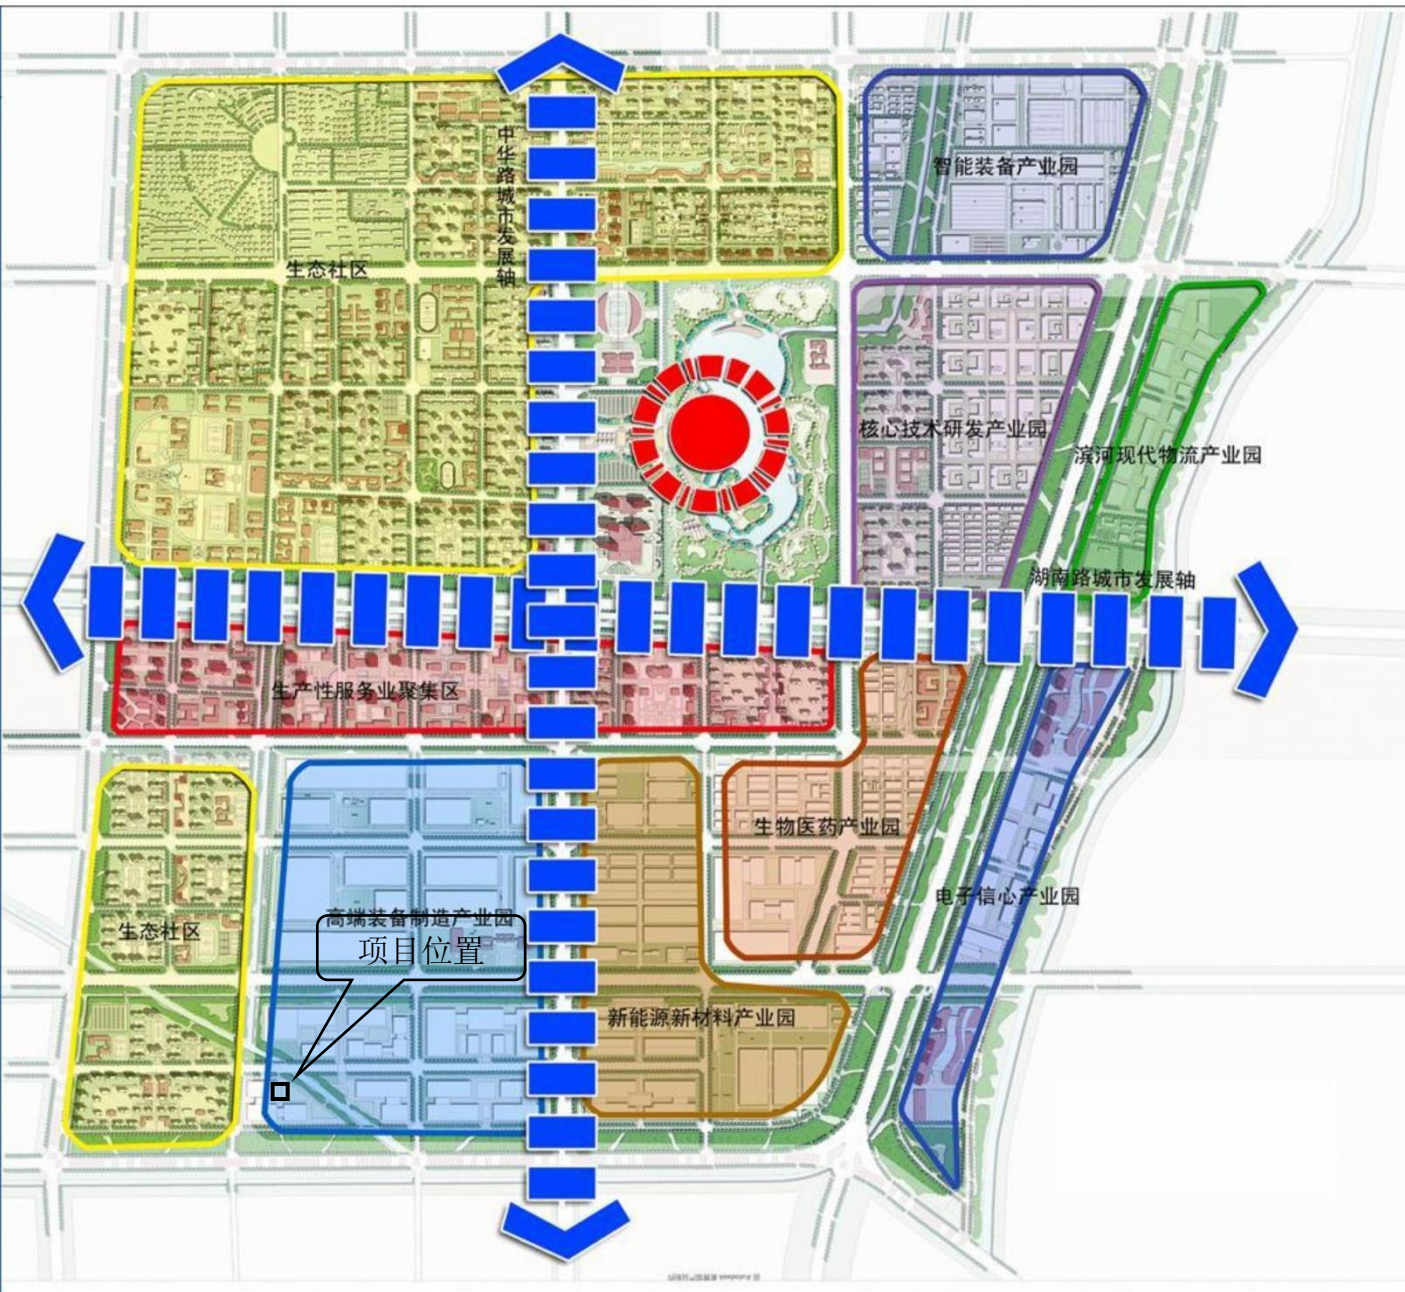 中华路城市发展轴
智能装备产业园
生态社区
核心技术研发产业园
滨河现代物流产业园
湖南路城市发展轴
生产性服务业聚集区
生物医药产业园
电子信心产业园
高端装备制造产业园
生态社区
项目位置
新能源新材料产业园